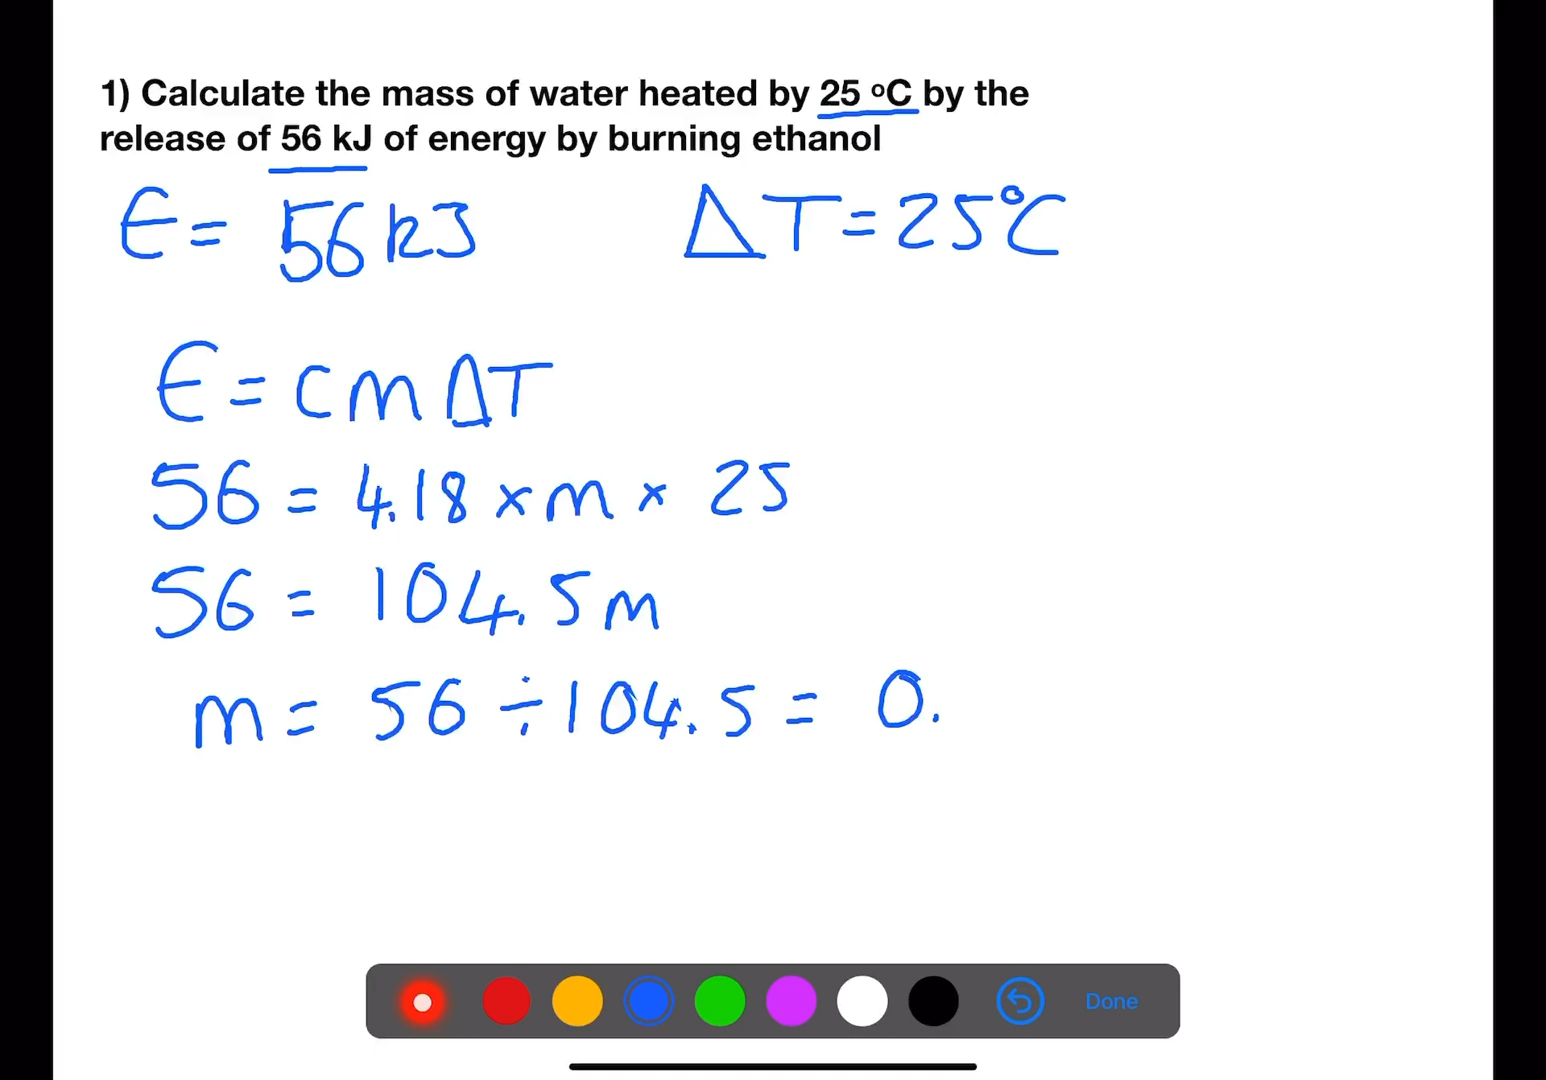 1) Calculate the mass of water heated by 25 ºC by the
release of 56 kJ of energy by burning ethanol
E = 56 kJ ΔT = 25°C
E = cmΔT
56 = 4.18 × m × 25
56 = 104.5m
m = 56 ÷ 104.5 = 0.
Done